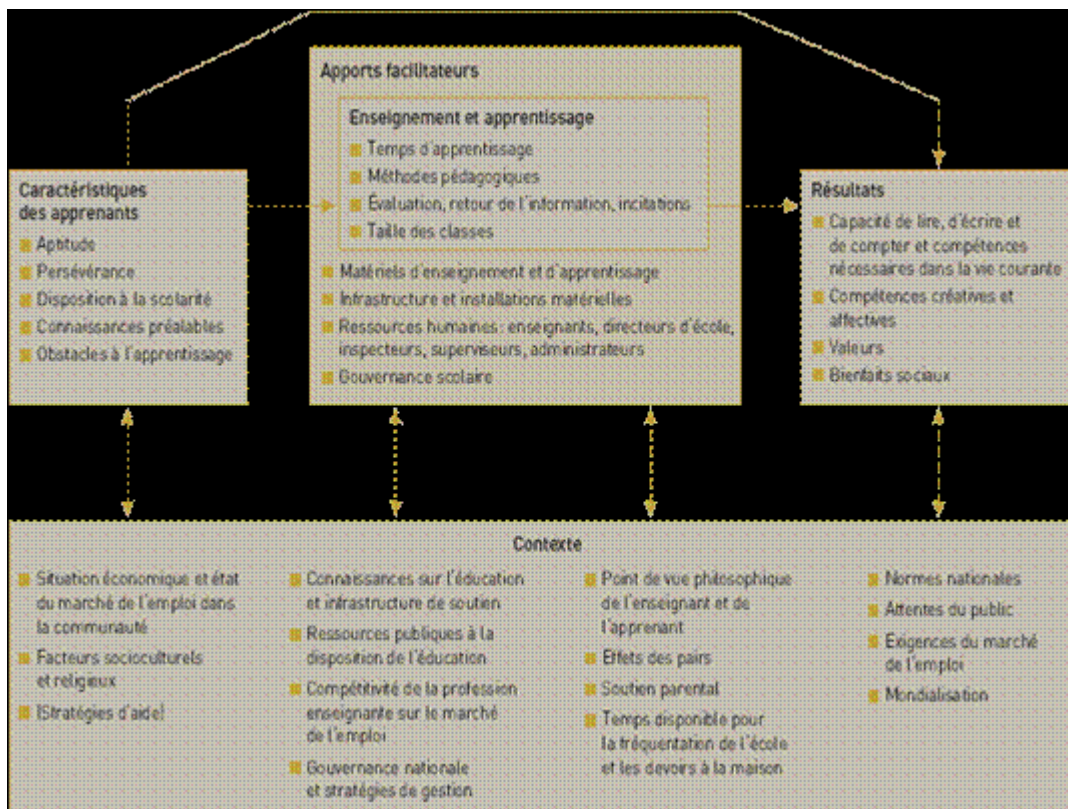 Apports facilitateurs
Enseignement et apprentissage
Temps d'apprentissage
Méthodes pédagogiques
Évaluation, retour de l'information, incitations
Taille des classes
Matériels d'enseignement et d'apprentissage
Infrastructure et installations matérielles
Ressources humaines : enseignants, directeurs d'école,
inspecteurs, superviseurs, administrateurs
Gouvernance scolaire
Caractéristiques
des apprenants
Aptitude
Persévérance
Disposition à la scolarité
Connaissances préalables
Obstacles à l'apprentissage
Résultats
Capacité de lire, d'écrire et
de compter et compétences
nécessaires dans la vie courante
Compétences créatives et
affectives
Valeurs
Bienfaits sociaux
Contexte
Situation économique et état
du marché de l'emploi dans
la communauté
Facteurs socioculturels
et religieux
(Stratégies d'aide)
Connaissances sur l'éducation
et infrastructure de soutien
Ressources publiques à la
disposition de l'éducation
Compétitivité de la profession
enseignante sur le marché
de l'emploi
Gouvernance nationale
et stratégies de gestion
Point de vue philosophique
de l'enseignant et de
l'apprenant
Effets des pairs
Soutien parental
Temps disponible pour
la fréquentation de l'école
et les devoirs à la maison
Normes nationales
Attentes du public
Exigences du marché
de l'emploi
Mondialisation